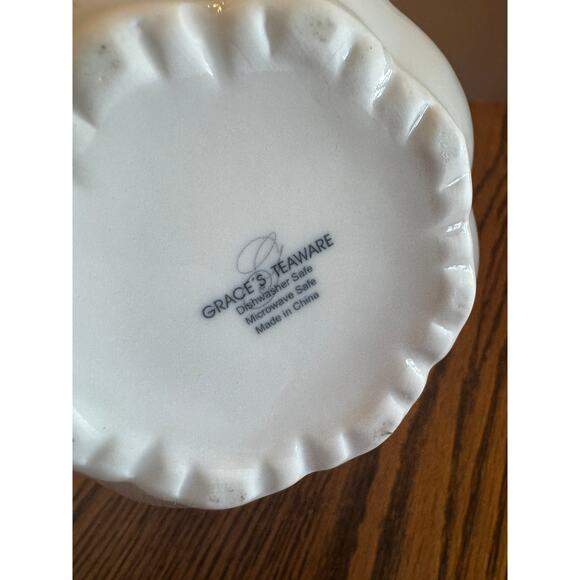 G
GRACE'S TEAWARE
Dishwasher Safe
Microwave Safe
Made in China